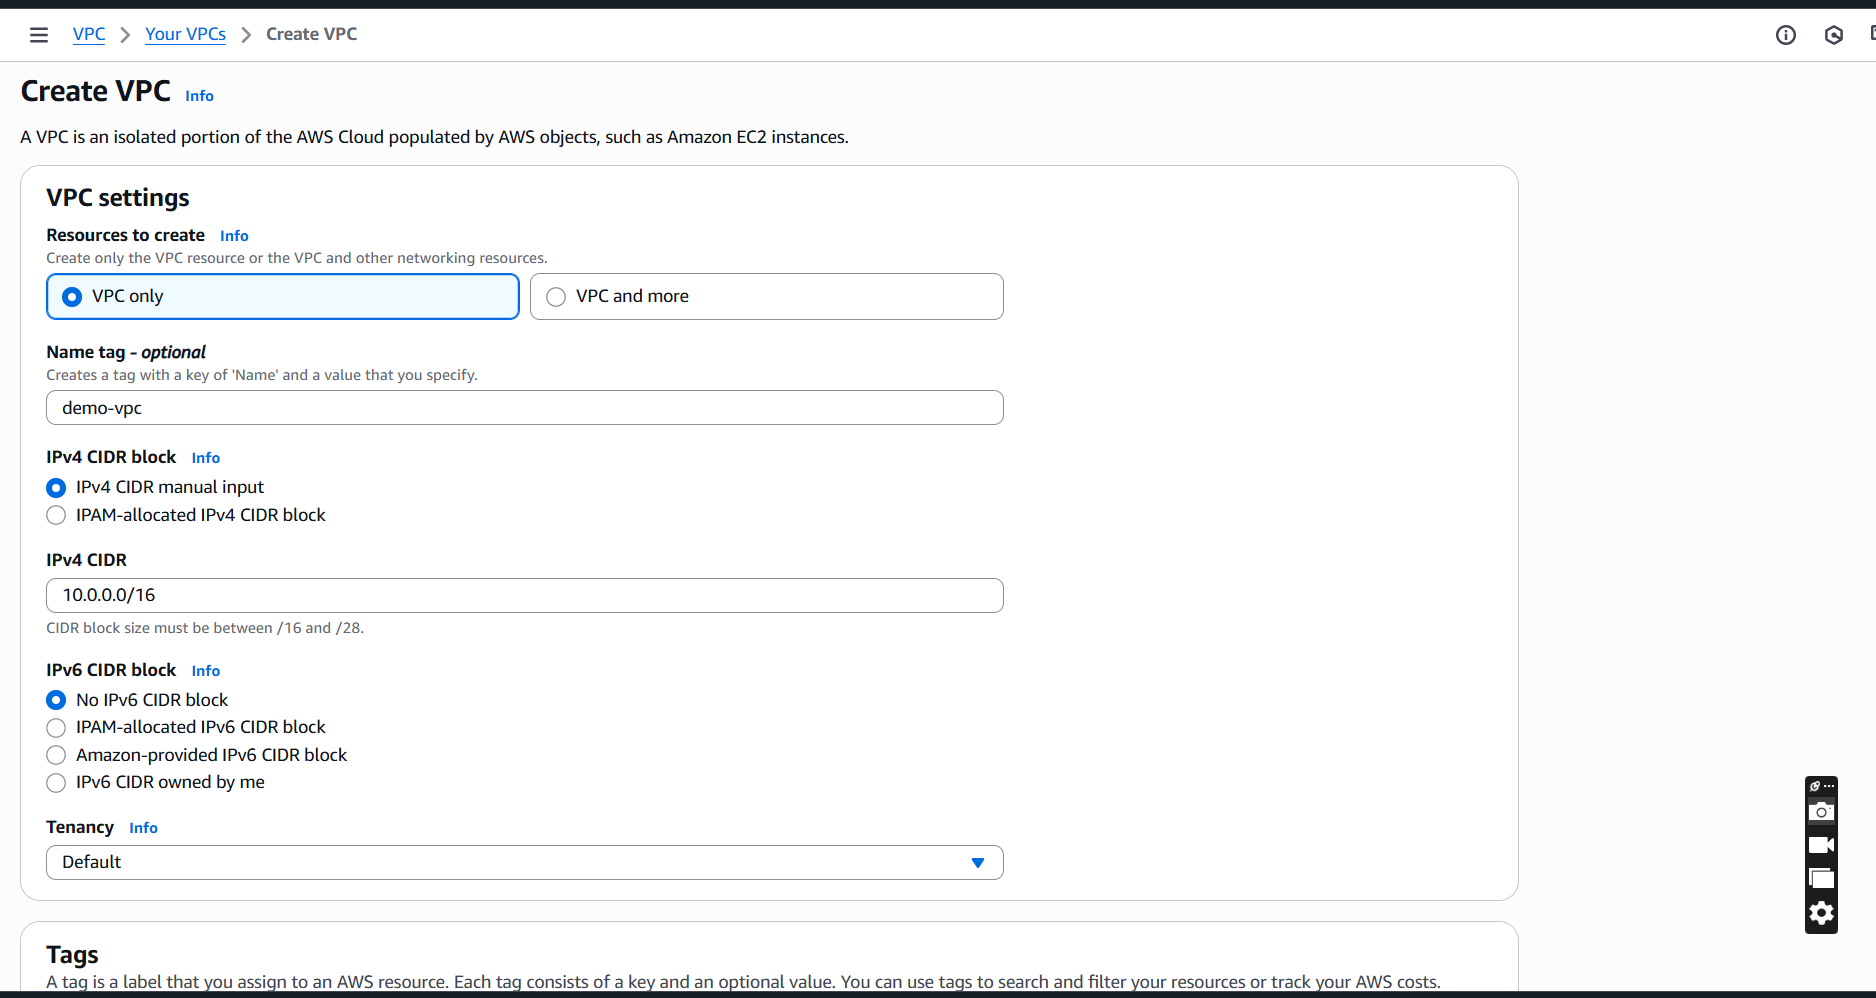 VPC > Your VPCs > Create VPC
Create VPC Info
A VPC is an isolated portion of the AWS Cloud populated by AWS objects, such as Amazon EC2 instances.
VPC settings
Resources to create Info
Create only the VPC resource or the VPC and other networking resources.
VPC only
VPC and more
Name tag - optional
Creates a tag with a key of 'Name' and a value that you specify.
demo-vpc
IPv4 CIDR block Info
IPv4 CIDR manual input
IPAM-allocated IPv4 CIDR block
IPv4 CIDR
10.0.0.0/16
CIDR block size must be between /16 and /28.
IPv6 CIDR block Info
No IPv6 CIDR block
IPAM-allocated IPv6 CIDR block
Amazon-provided IPv6 CIDR block
IPv6 CIDR owned by me
Tenancy Info
Default
Tags
A tag is a label that you assign to an AWS resource. Each tag consists of a key and an optional value. You can use tags to search and filter your resources or track your AWS costs.